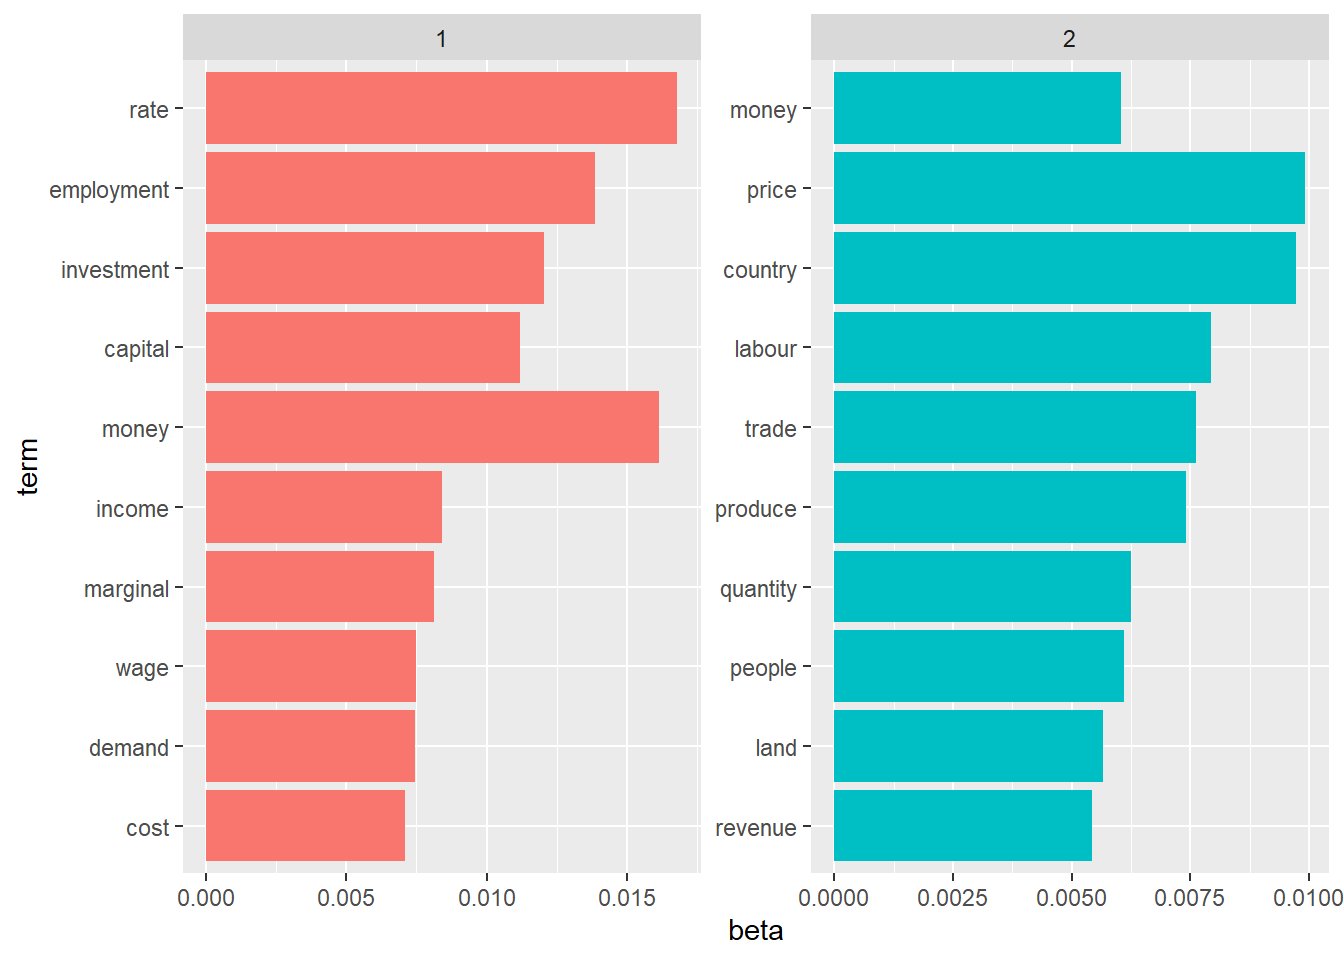 1
2
term
rate
employment
investment
capital
money
income
marginal
wage
demand
cost
money
price
country
labour
trade
produce
quantity
people
land
revenue
0.000 0.005 0.010 0.015
0.0000 0.0025 0.0050 0.0075 0.0100
beta